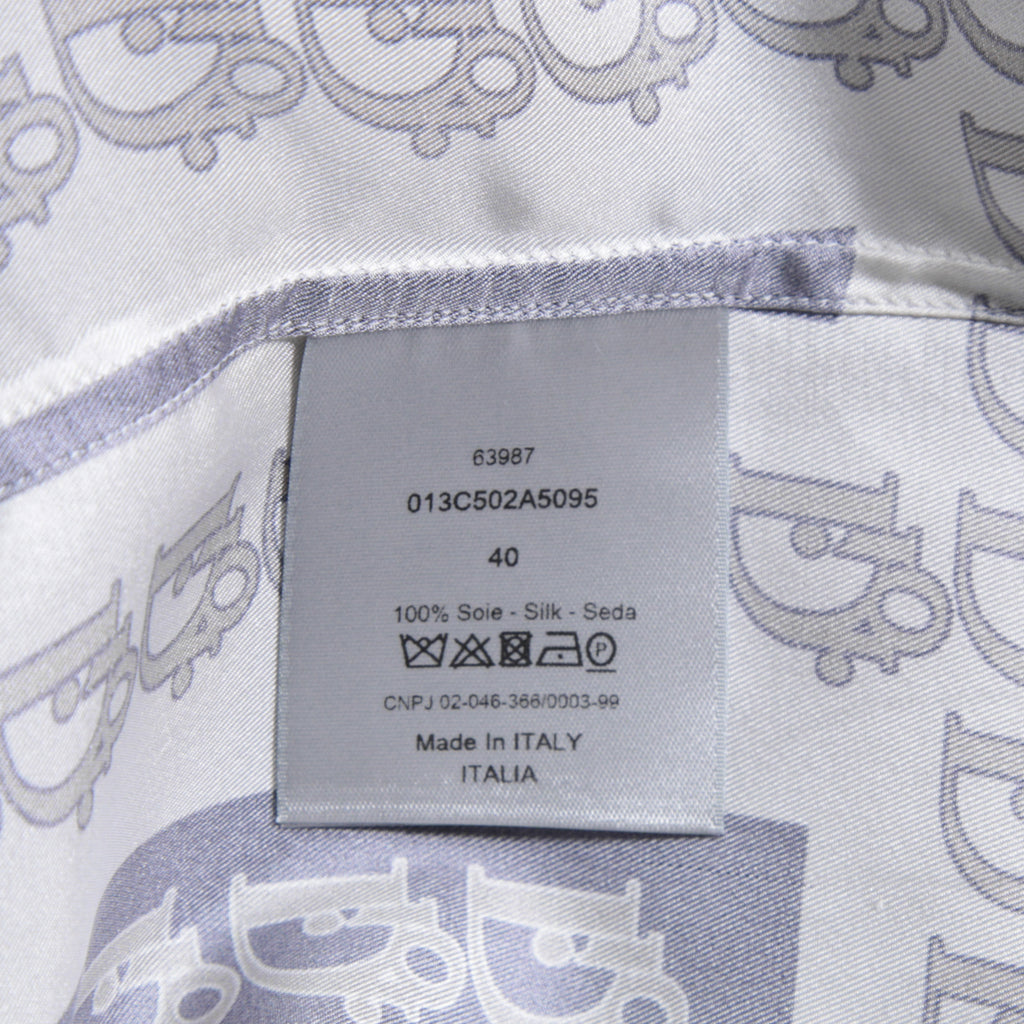 63987
013C502A5095
40
100% Soie - Silk - Seda
P
CNPJ 02-046-366/0003-99
Made In ITALY
ITALIA